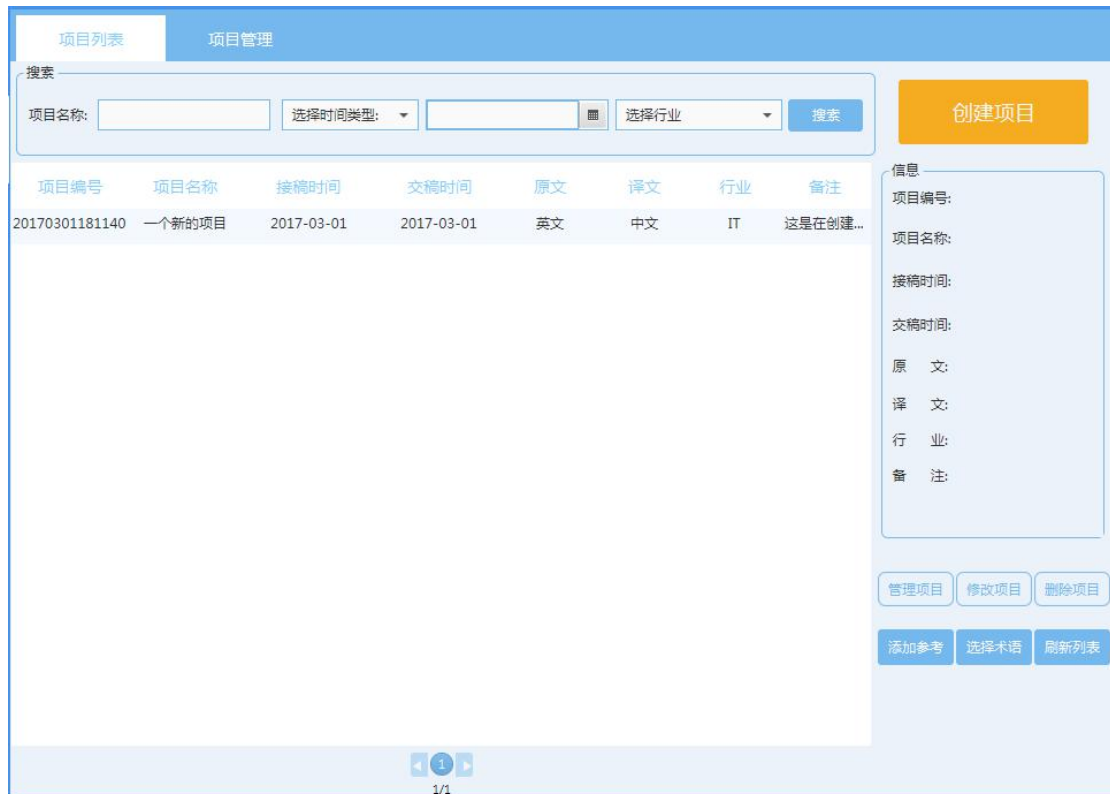 项目列表 项目管理
搜索
项目名称: 选择时间类型: 选择行业 搜索
创建项目
项目编号 项目名称 接稿时间 交稿时间 原文 译文 行业 备注
20170301181140 一个新的项目 2017-03-01 2017-03-01 英文 中文 IT 这是在创建...
信息
项目编号:
项目名称:
接稿时间:
交稿时间:
原 文:
译 文:
行 业:
备 注:
管理项目 修改项目 删除项目
添加参考 选择术语 刷新列表
1
1/1